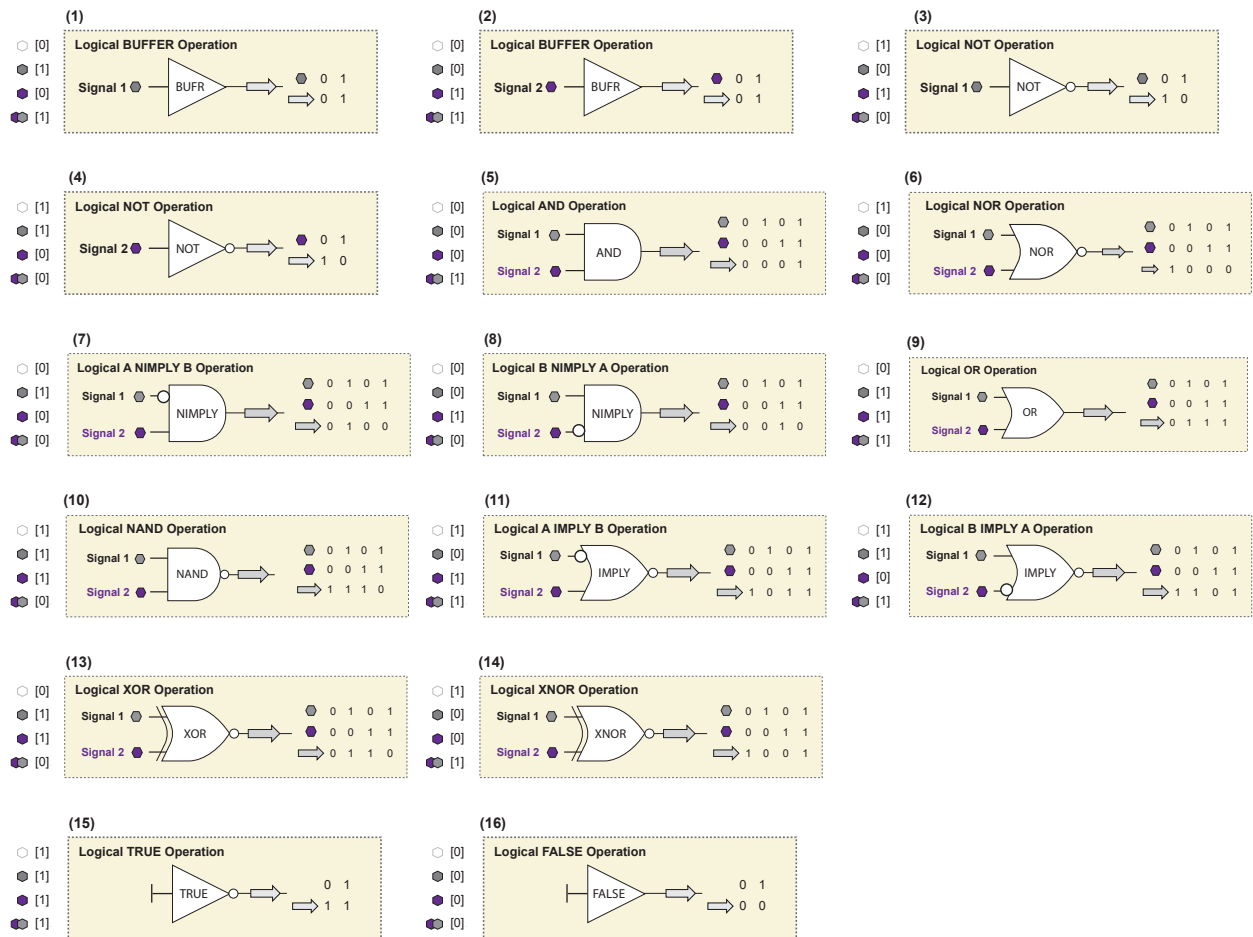 (1)
[0]
[1]
[0]
[1]
Logical BUFFER Operation
Signal 1
BUFR
0 1
0 1
(2)
[0]
[0]
[1]
[1]
Logical BUFFER Operation
Signal 2
BUFR
0 1
0 1
(3)
[1]
[0]
[1]
[0]
Logical NOT Operation
Signal 1
NOT
0 1
1 0
(4)
[1]
[1]
[0]
[0]
Logical NOT Operation
Signal 2
NOT
0 1
1 0
(5)
[0]
[0]
[0]
[1]
Logical AND Operation
Signal 1
Signal 2
AND
0 1 0 1
0 0 1 1
0 0 0 1
(6)
[1]
[0]
[0]
[0]
Logical NOR Operation
Signal 1
Signal 2
NOR
0 1 0 1
0 0 1 1
1 0 0 0
(7)
[0]
[1]
[0]
[0]
Logical A NIMPLY B Operation
Signal 1
Signal 2
NIMPLY
0 1 0 1
0 0 1 1
0 1 0 0
(8)
[0]
[0]
[1]
[0]
Logical B NIMPLY A Operation
Signal 1
Signal 2
NIMPLY
0 1 0 1
0 0 1 1
0 0 1 0
(9)
[0]
[1]
[1]
[1]
Logical OR Operation
Signal 1
Signal 2
OR
0 1 0 1
0 0 1 1
0 1 1 1
(10)
[1]
[1]
[1]
[0]
Logical NAND Operation
Signal 1
Signal 2
NAND
0 1 0 1
0 0 1 1
1 1 1 0
(11)
[1]
[0]
[1]
[1]
Logical A IMPLY B Operation
Signal 1
Signal 2
IMPLY
0 1 0 1
0 0 1 1
1 0 1 1
(12)
[1]
[1]
[0]
[1]
Logical B IMPLY A Operation
Signal 1
Signal 2
IMPLY
0 1 0 1
0 0 1 1
1 1 0 1
(13)
[0]
[1]
[1]
[0]
Logical XOR Operation
Signal 1
Signal 2
XOR
0 1 0 1
0 0 1 1
0 1 1 0
(14)
[1]
[0]
[0]
[1]
Logical XNOR Operation
Signal 1
Signal 2
XNOR
0 1 0 1
0 0 1 1
1 0 0 1
(15)
[1]
[1]
[1]
[1]
Logical TRUE Operation
TRUE
0 1
1 1
(16)
[0]
[0]
[0]
[0]
Logical FALSE Operation
FALSE
0 1
0 0